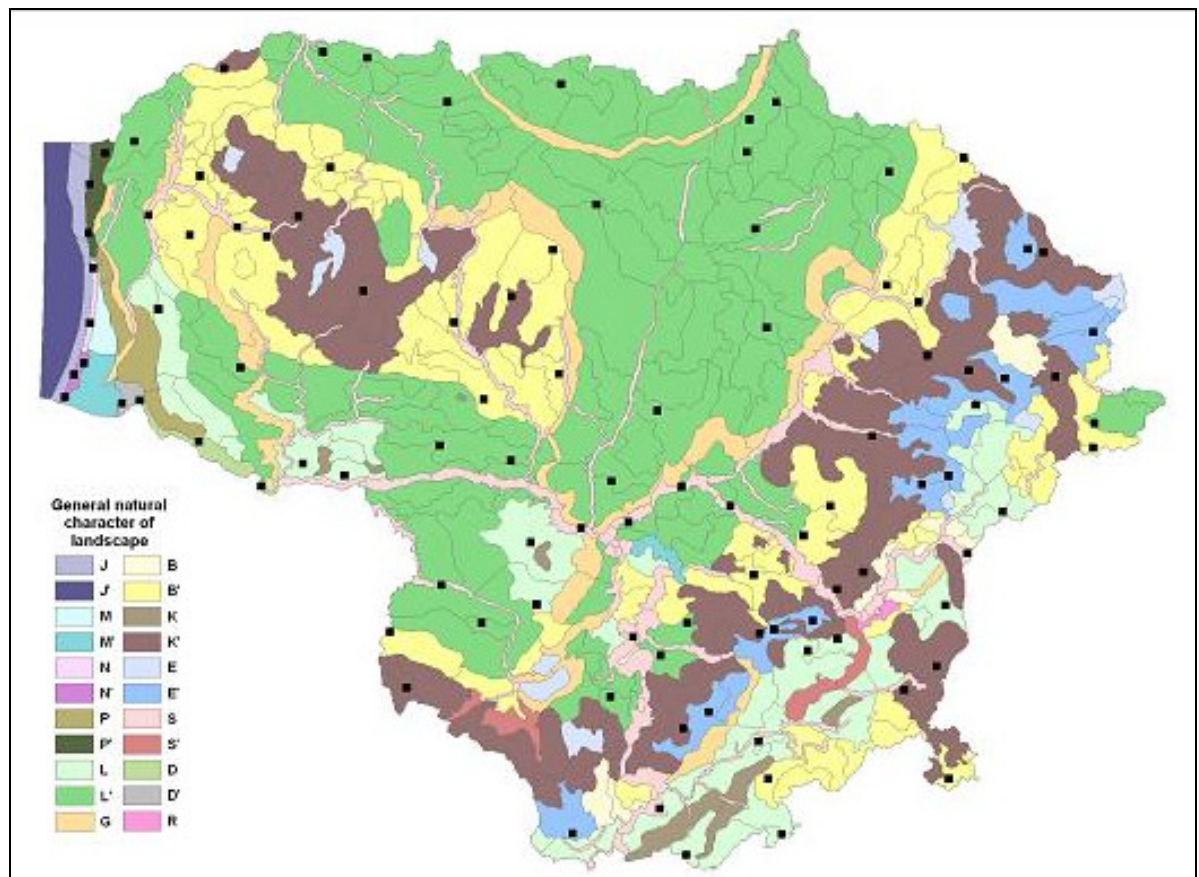 General natural
character of
landscape
J B
J' B'
M K
M' K'
N E
N' E'
P S
P' S'
L D
L' D'
G R